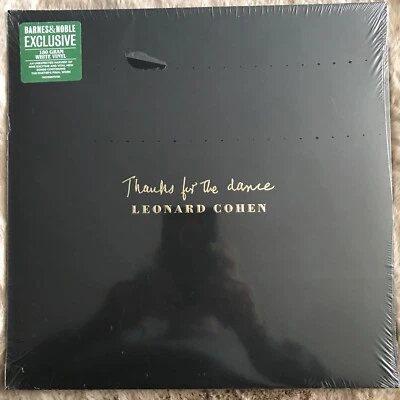 BARNES&NOBLE
EXCLUSIVE
180 GRAM
WHITE VINYL
Thanks for the dance
LEONARD COHEN